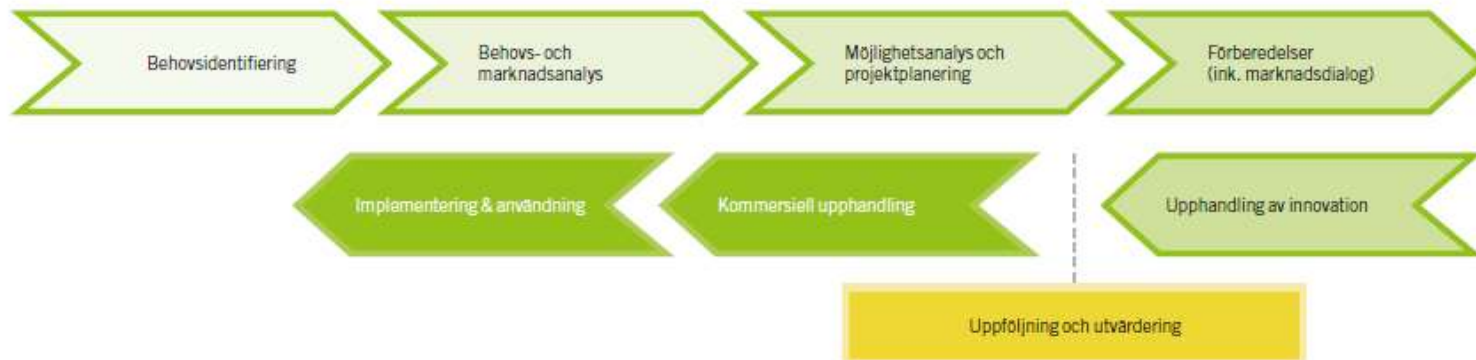 Behovsidentifiering
Behovs- och
marknadsanalys
Möjlighetsanalys och
projektplanering
Förberedelser
(ink. marknadsdialog)
Implementering & användning
Kommersiell upphandling
Upphandling av innovation
Uppföljning och utvärdering